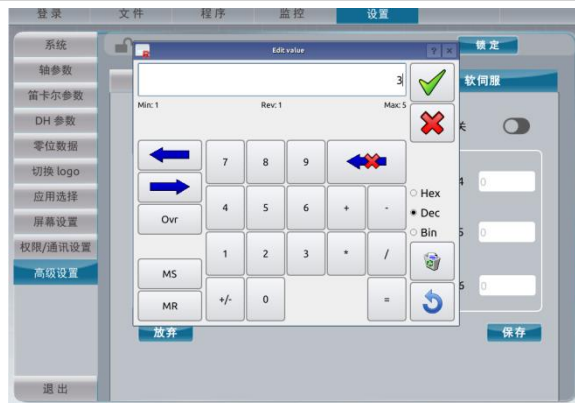 登录 文件 程序 监控 设置
系统
轴参数
笛卡尔参数
DH 参数
零位数据
切换 logo
应用选择
屏幕设置
权限/通讯设置
高级设置
退出
锁定
软伺服
Edit value
? ×
3
Min: 1 Rev: 1 Max: 5
7 8 9
Ovr 4 5 6 + -
Hex
Dec
Bin
1 2 3 * /
MS
MR +/- 0 =
关
4 0
5 0
6 0
放弃 保存